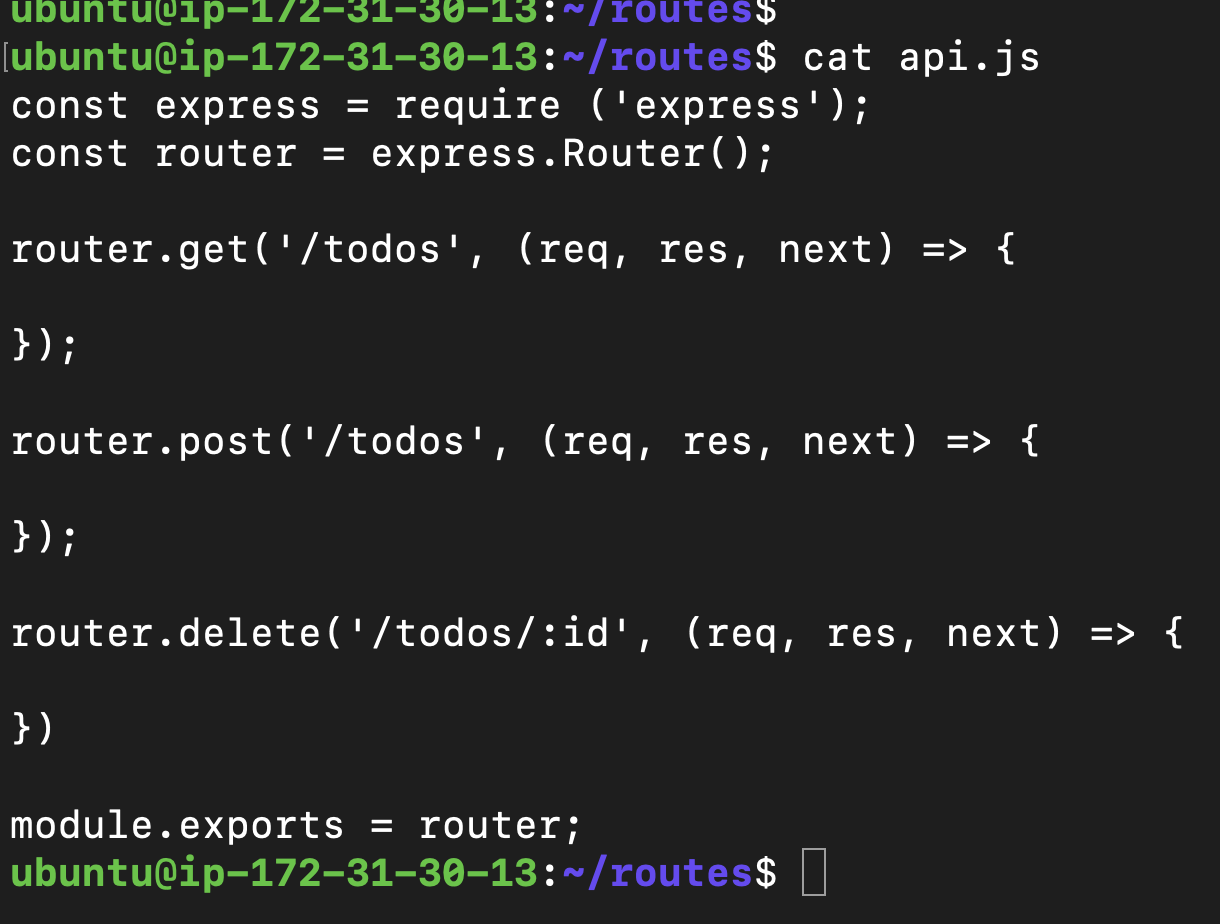 ubuntu@ip-172-31-30-13:~/routes$
[ubuntu@ip-172-31-30-13:~/routes$ cat api.js
const express = require ('express');
const router = express.Router();
router.get('/todos', (req, res, next) => {
});
router.post('/todos', (req, res, next) => {
});
router.delete('/todos/:id', (req, res, next) => {
})
module.exports = router;
ubuntu@ip-172-31-30-13:~/routes$